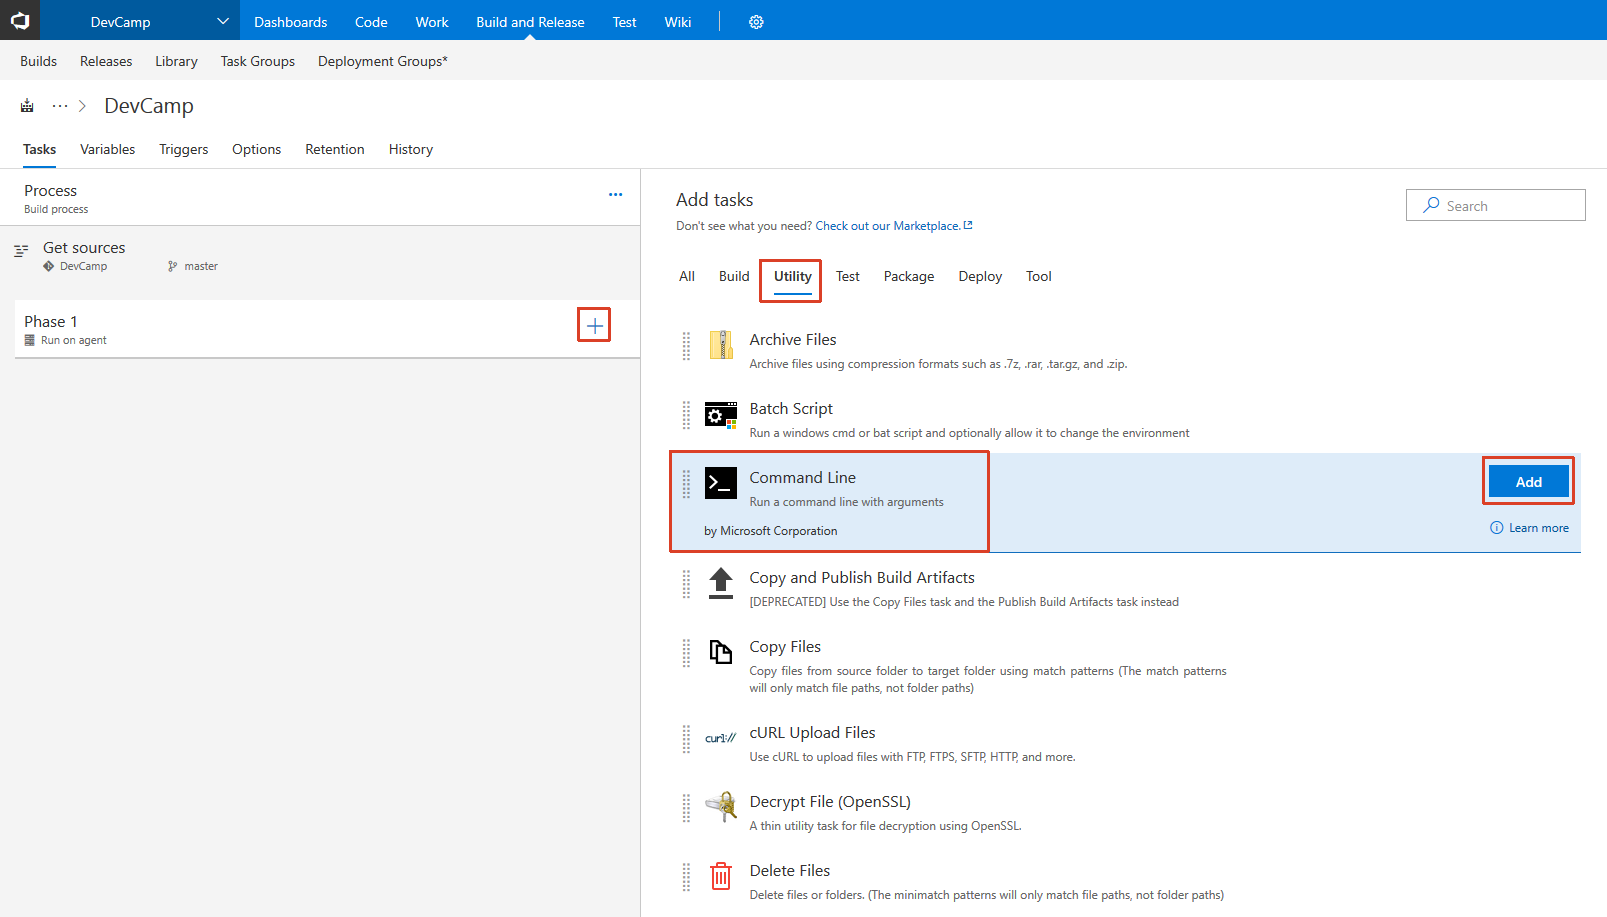 DevCamp
Dashboards Code Work Build and Release Test Wiki
Builds Releases Library Task Groups Deployment Groups*
··· > DevCamp
Tasks Variables Triggers Options Retention History
Process
Build process
···
Get sources
DevCamp master
Phase 1
Run on agent
+
Add tasks
Don't see what you need? Check out our Marketplace.
Search
All Build Utility Test Package Deploy Tool
Archive Files
Archive files using compression formats such as .7z, .rar, .tar.gz, and .zip.
Batch Script
Run a windows cmd or bat script and optionally allow it to change the environment
Command Line
Run a command line with arguments
by Microsoft Corporation
Add
Learn more
Copy and Publish Build Artifacts
[DEPRECATED] Use the Copy Files task and the Publish Build Artifacts task instead
Copy Files
Copy files from source folder to target folder using match patterns (The match patterns
will only match file paths, not folder paths)
curl://
cURL Upload Files
Use cURL to upload files with FTP, FTPS, SFTP, HTTP, and more.
Decrypt File (OpenSSL)
A thin utility task for file decryption using OpenSSL.
Delete Files
Delete files or folders. (The minimatch patterns will only match file paths, not folder paths)